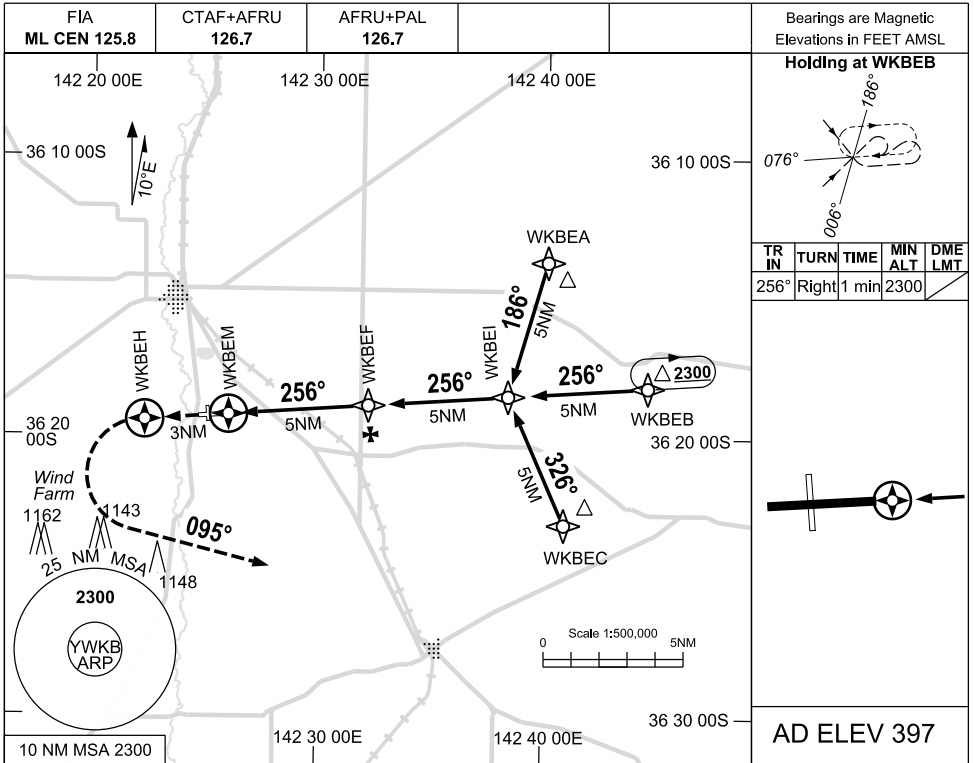 FIA
ML CEN 125.8
CTAF+AFRU
126.7
AFRU+PAL
126.7
Bearings are Magnetic
Elevations in FEET AMSL
142 20 00E
142 30 00E
142 40 00E
36 10 00S
36 10 00S
10°E
WKBEA
186°
5NM
WKBEH
WKBEM
WKBEF
WKBEI
256°
5NM
256°
5NM
256°
5NM
2300
WKBEB
3NM
36 20
00S
36 20 00S
326°
5NM
WKBEC
Wind
Farm
1162
1143
095°
1148
25 NM MSA
2300
YWKB
ARP
10 NM MSA 2300
Scale 1:500,000
0
5NM
142 30 00E
142 40 00E
36 30 00S
Holding at WKBEB
186°
076°
006°
TR IN
TURN
TIME
MIN ALT
DME LMT
256°
Right
1 min
2300
AD ELEV 397